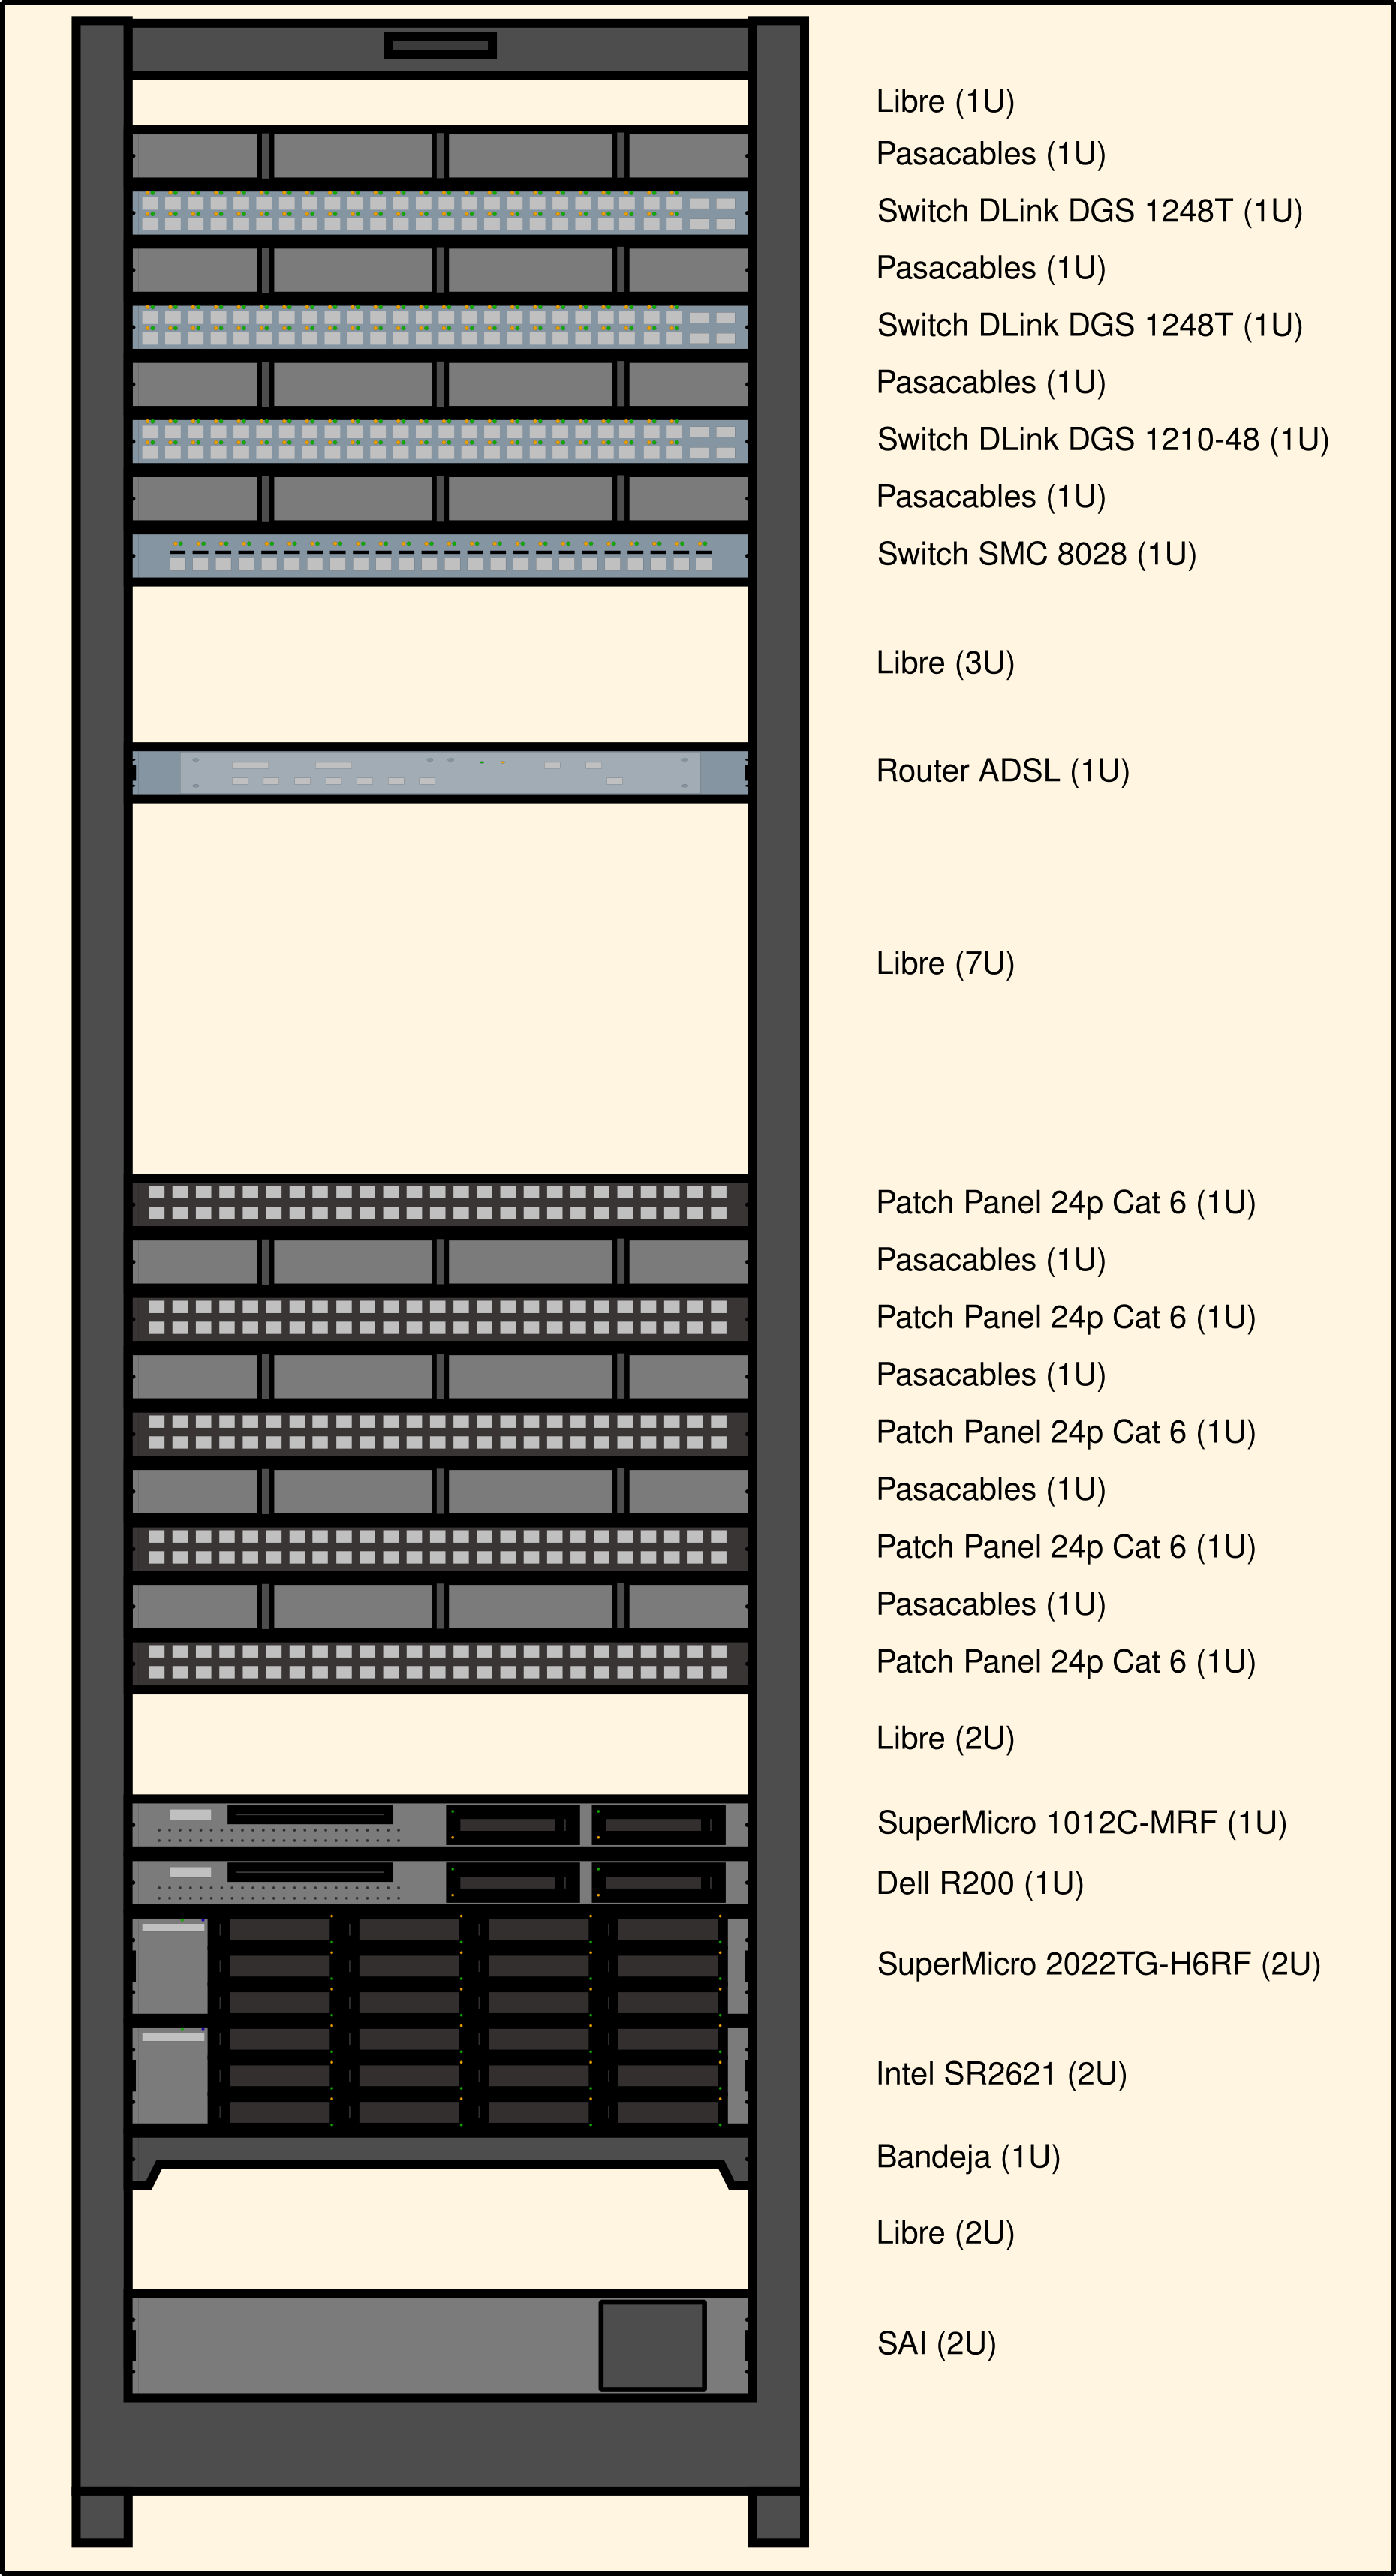 Libre (1U)
Pasacables (1U)
Switch DLink DGS 1248T (1U)
Pasacables (1U)
Switch DLink DGS 1248T (1U)
Pasacables (1U)
Switch DLink DGS 1210-48 (1U)
Pasacables (1U)
Switch SMC 8028 (1U)
Libre (3U)
Router ADSL (1U)
Libre (7U)
Patch Panel 24p Cat 6 (1U)
Pasacables (1U)
Patch Panel 24p Cat 6 (1U)
Pasacables (1U)
Patch Panel 24p Cat 6 (1U)
Pasacables (1U)
Patch Panel 24p Cat 6 (1U)
Pasacables (1U)
Patch Panel 24p Cat 6 (1U)
Libre (2U)
SuperMicro 1012C-MRF (1U)
Dell R200 (1U)
SuperMicro 2022TG-H6RF (2U)
Intel SR2621 (2U)
Bandeja (1U)
Libre (2U)
SAI (2U)